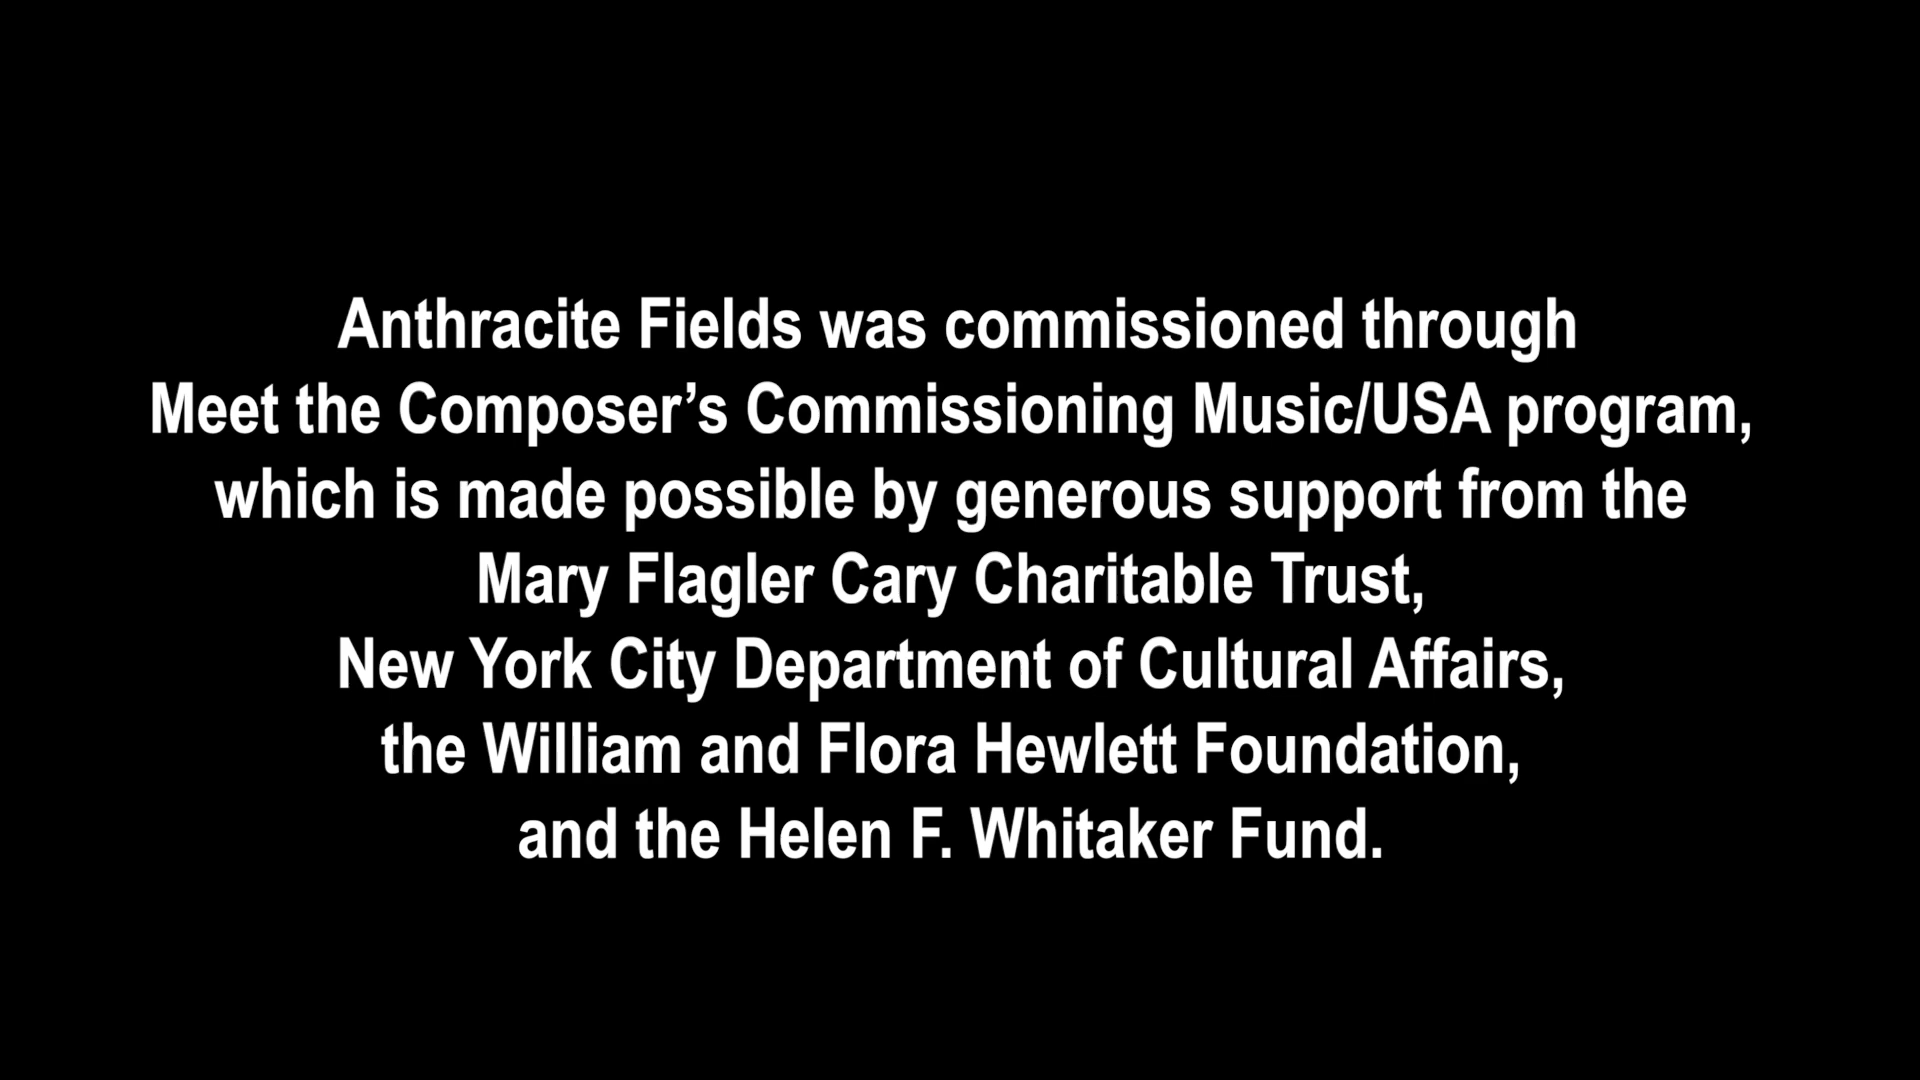 Anthracite Fields was commissioned through
Meet the Composer’s Commissioning Music/USA program,
which is made possible by generous support from the
Mary Flagler Cary Charitable Trust,
New York City Department of Cultural Affairs,
the William and Flora Hewlett Foundation,
and the Helen F. Whitaker Fund.